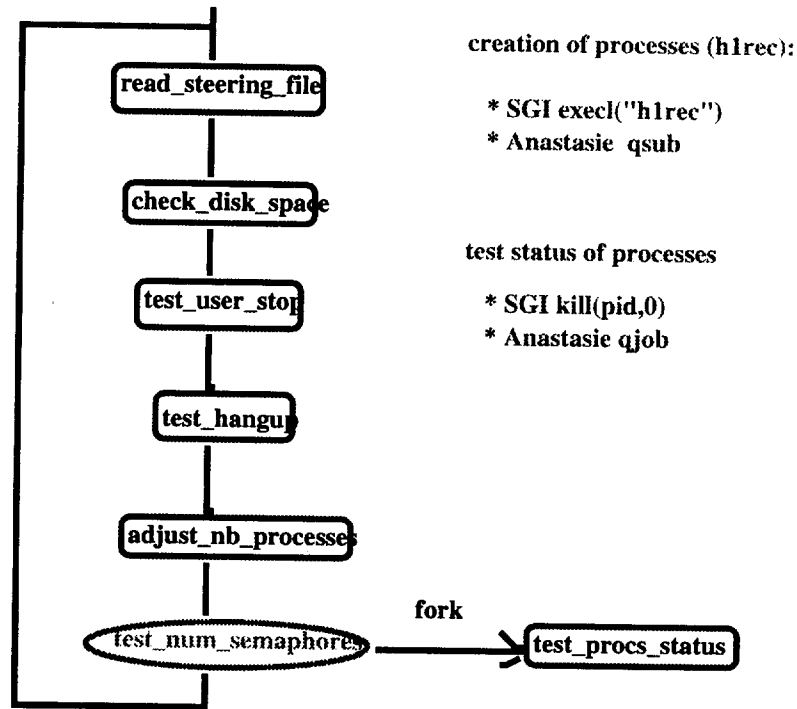 creation of processes (h1rec):
read_steering_file
* SGI execl("h1rec")
* Anastasie qsub
check_disk_space
test status of processes
test_user_stop
* SGI kill(pid,0)
* Anastasie qjob
test_hangup
adjust_nb_processes
fork
test_num_semaphores
test_procs_status